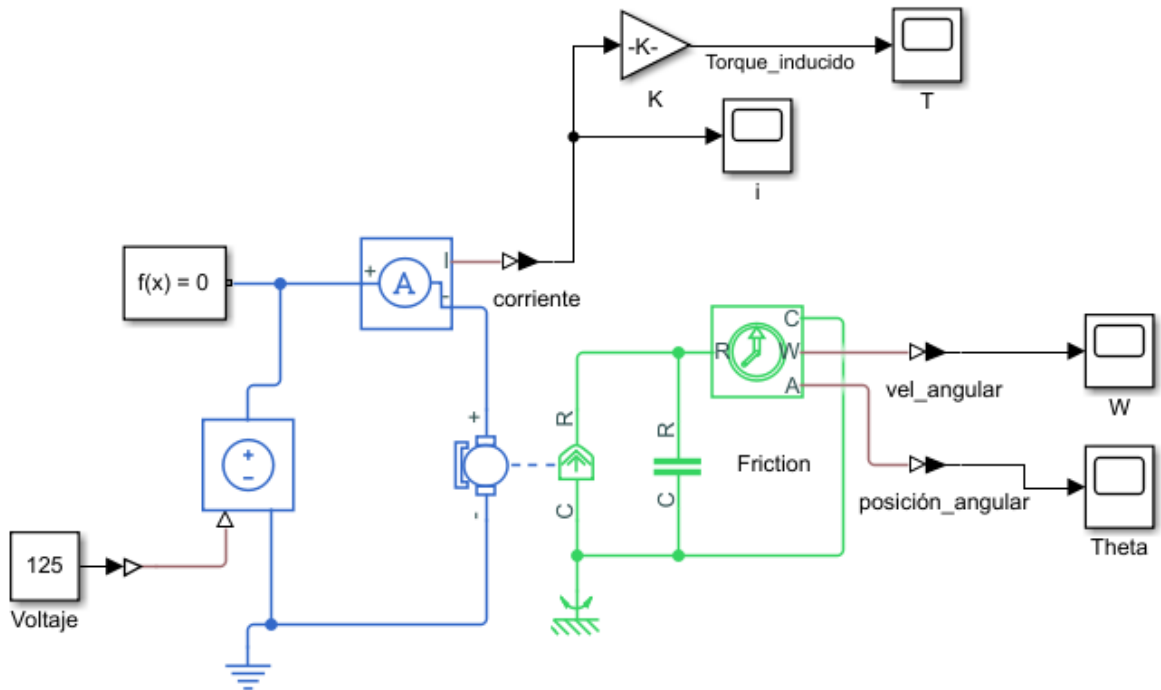 -K-
K
Torque_inducido
T
i
f(x) = 0
+
A
I
-
corriente
+
-
125
Voltaje
+
-
R
C
R
C
Friction
R
C
W
A
vel_angular
W
posición_angular
Theta